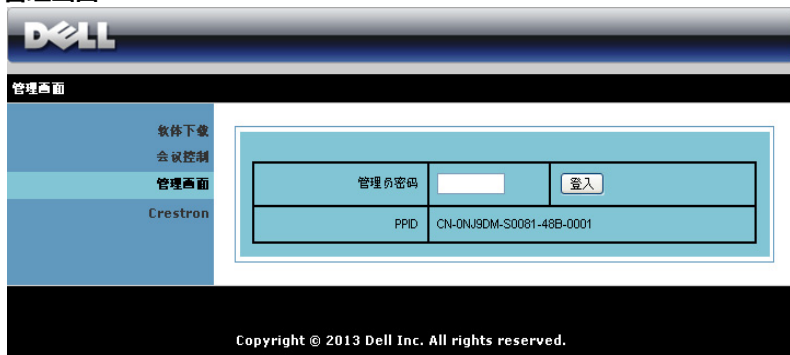 DELL
管理画面
软体下载
会议控制
管理画面
Crestron
管理员密码
登入
PPID
CN-0NJ9DM-S0081-48B-0001
Copyright © 2013 Dell Inc. All rights reserved.